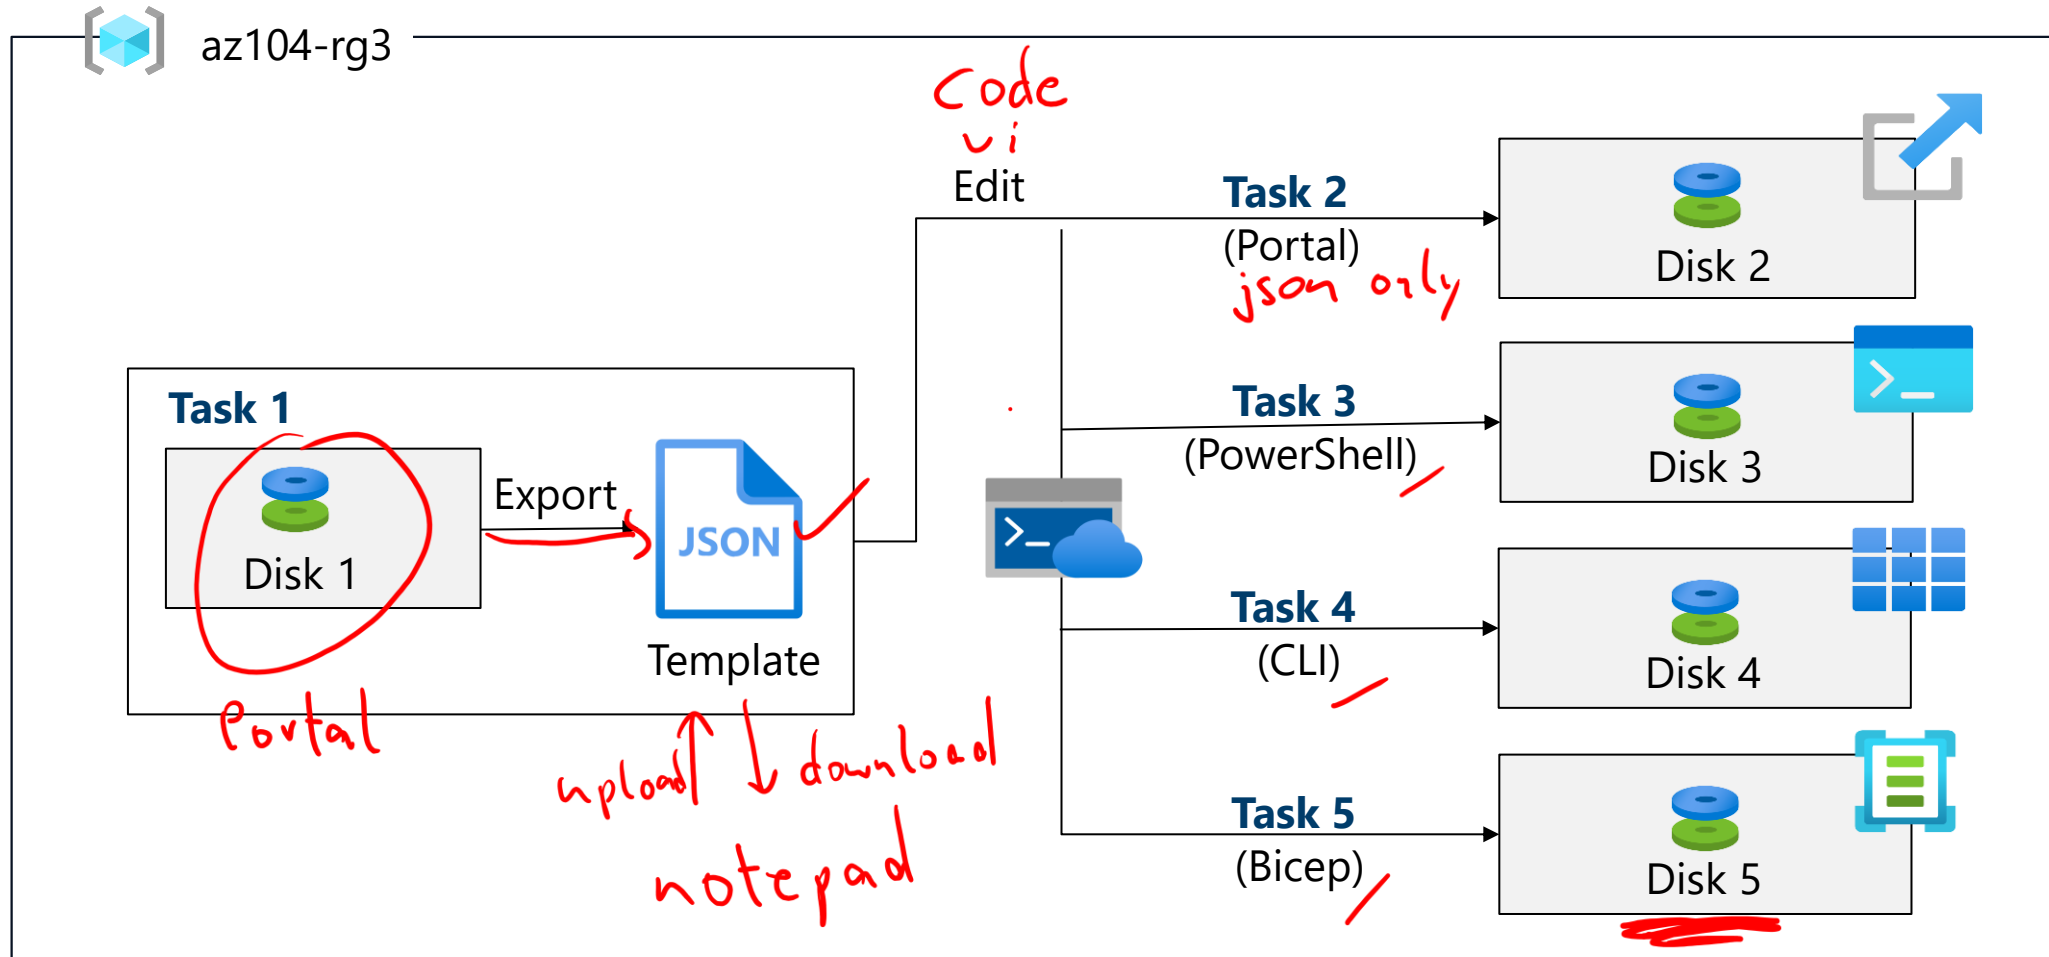 az104-rg3
Code
vi
Edit
Task 2
(Portal)
json only
Disk 2
Task 1
Disk 1
Export
JSON
Template
Portal
upload
download
notepad
Task 3
(PowerShell)
>_
Disk 3
>_
Task 4
(CLI)
Disk 4
Task 5
(Bicep)
Disk 5